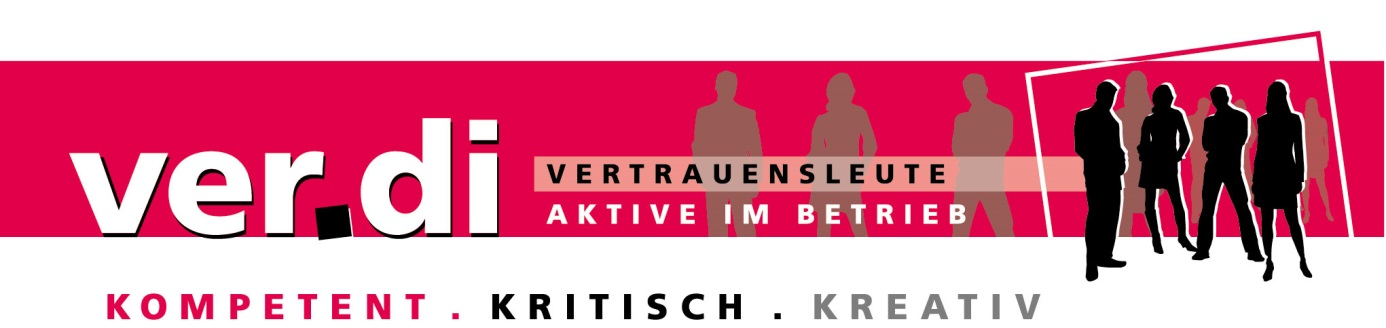 ver.di
VERTRAUENSLEUTE
AKTIVE IM BETRIEB
KOMPETENT . KRITISCH . KREATIV